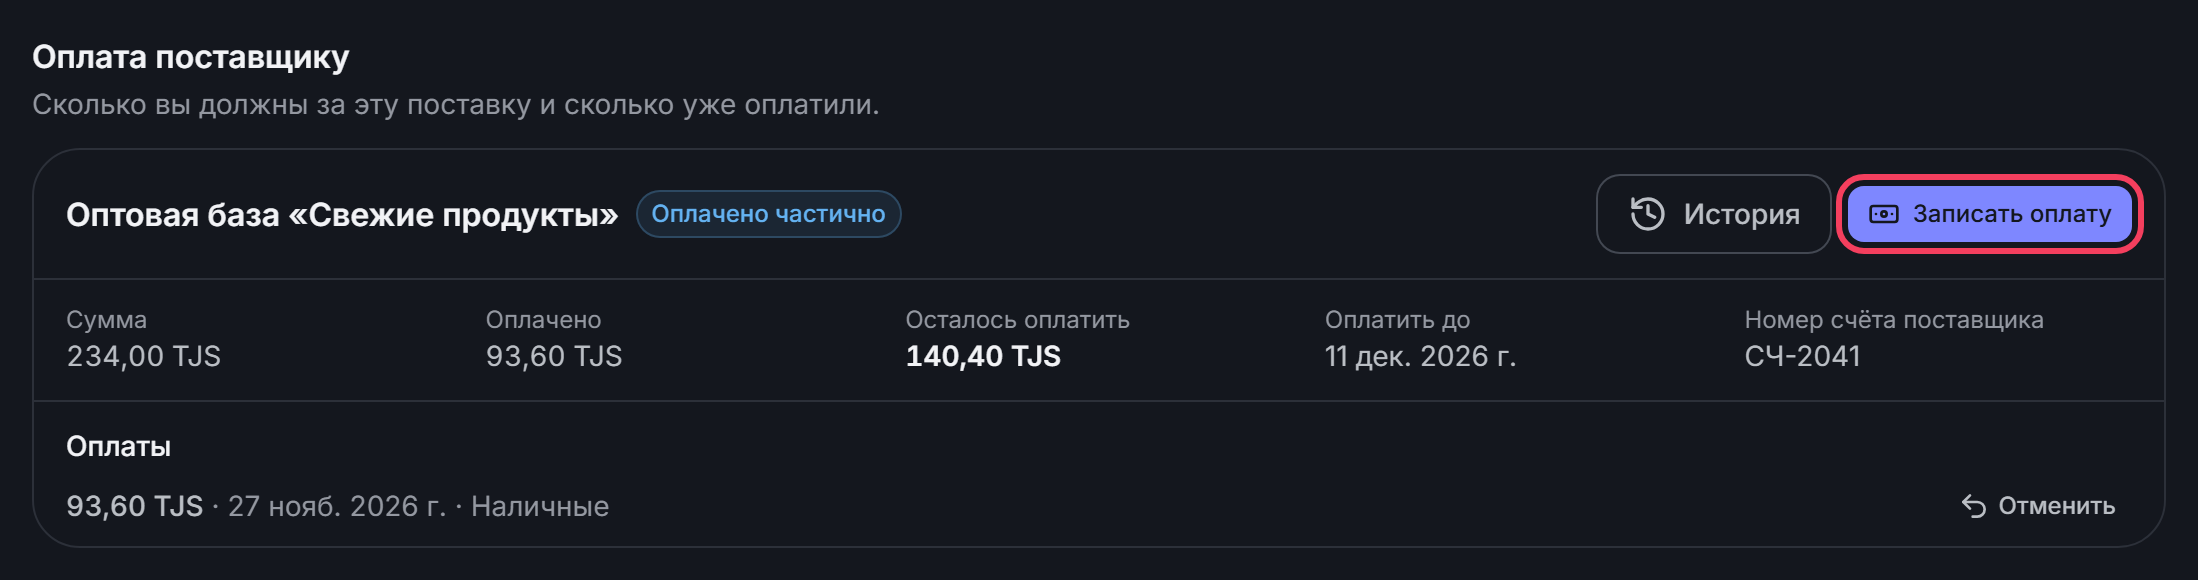 Оплата поставщику
Сколько вы должны за эту поставку и сколько уже оплатили.
Оптовая база «Свежие продукты» Оплачено частично История Записать оплату
Сумма Оплачено Осталось оплатить Оплатить до Номер счёта поставщика
234,00 TJS 93,60 TJS 140,40 TJS 11 дек. 2026 г. СЧ-2041
Оплаты
93,60 TJS · 27 нояб. 2026 г. · Наличные Отменить